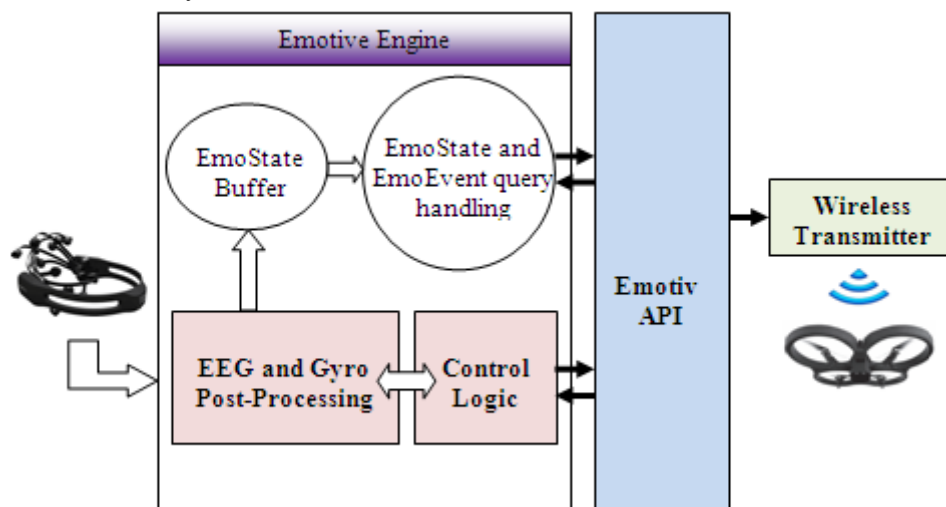 Emotive Engine
EmoState
Buffer
EmoState and
EmoEvent query
handling
EEG and Gyro
Post-Processing
Control
Logic
Emotiv
API
Wireless
Transmitter